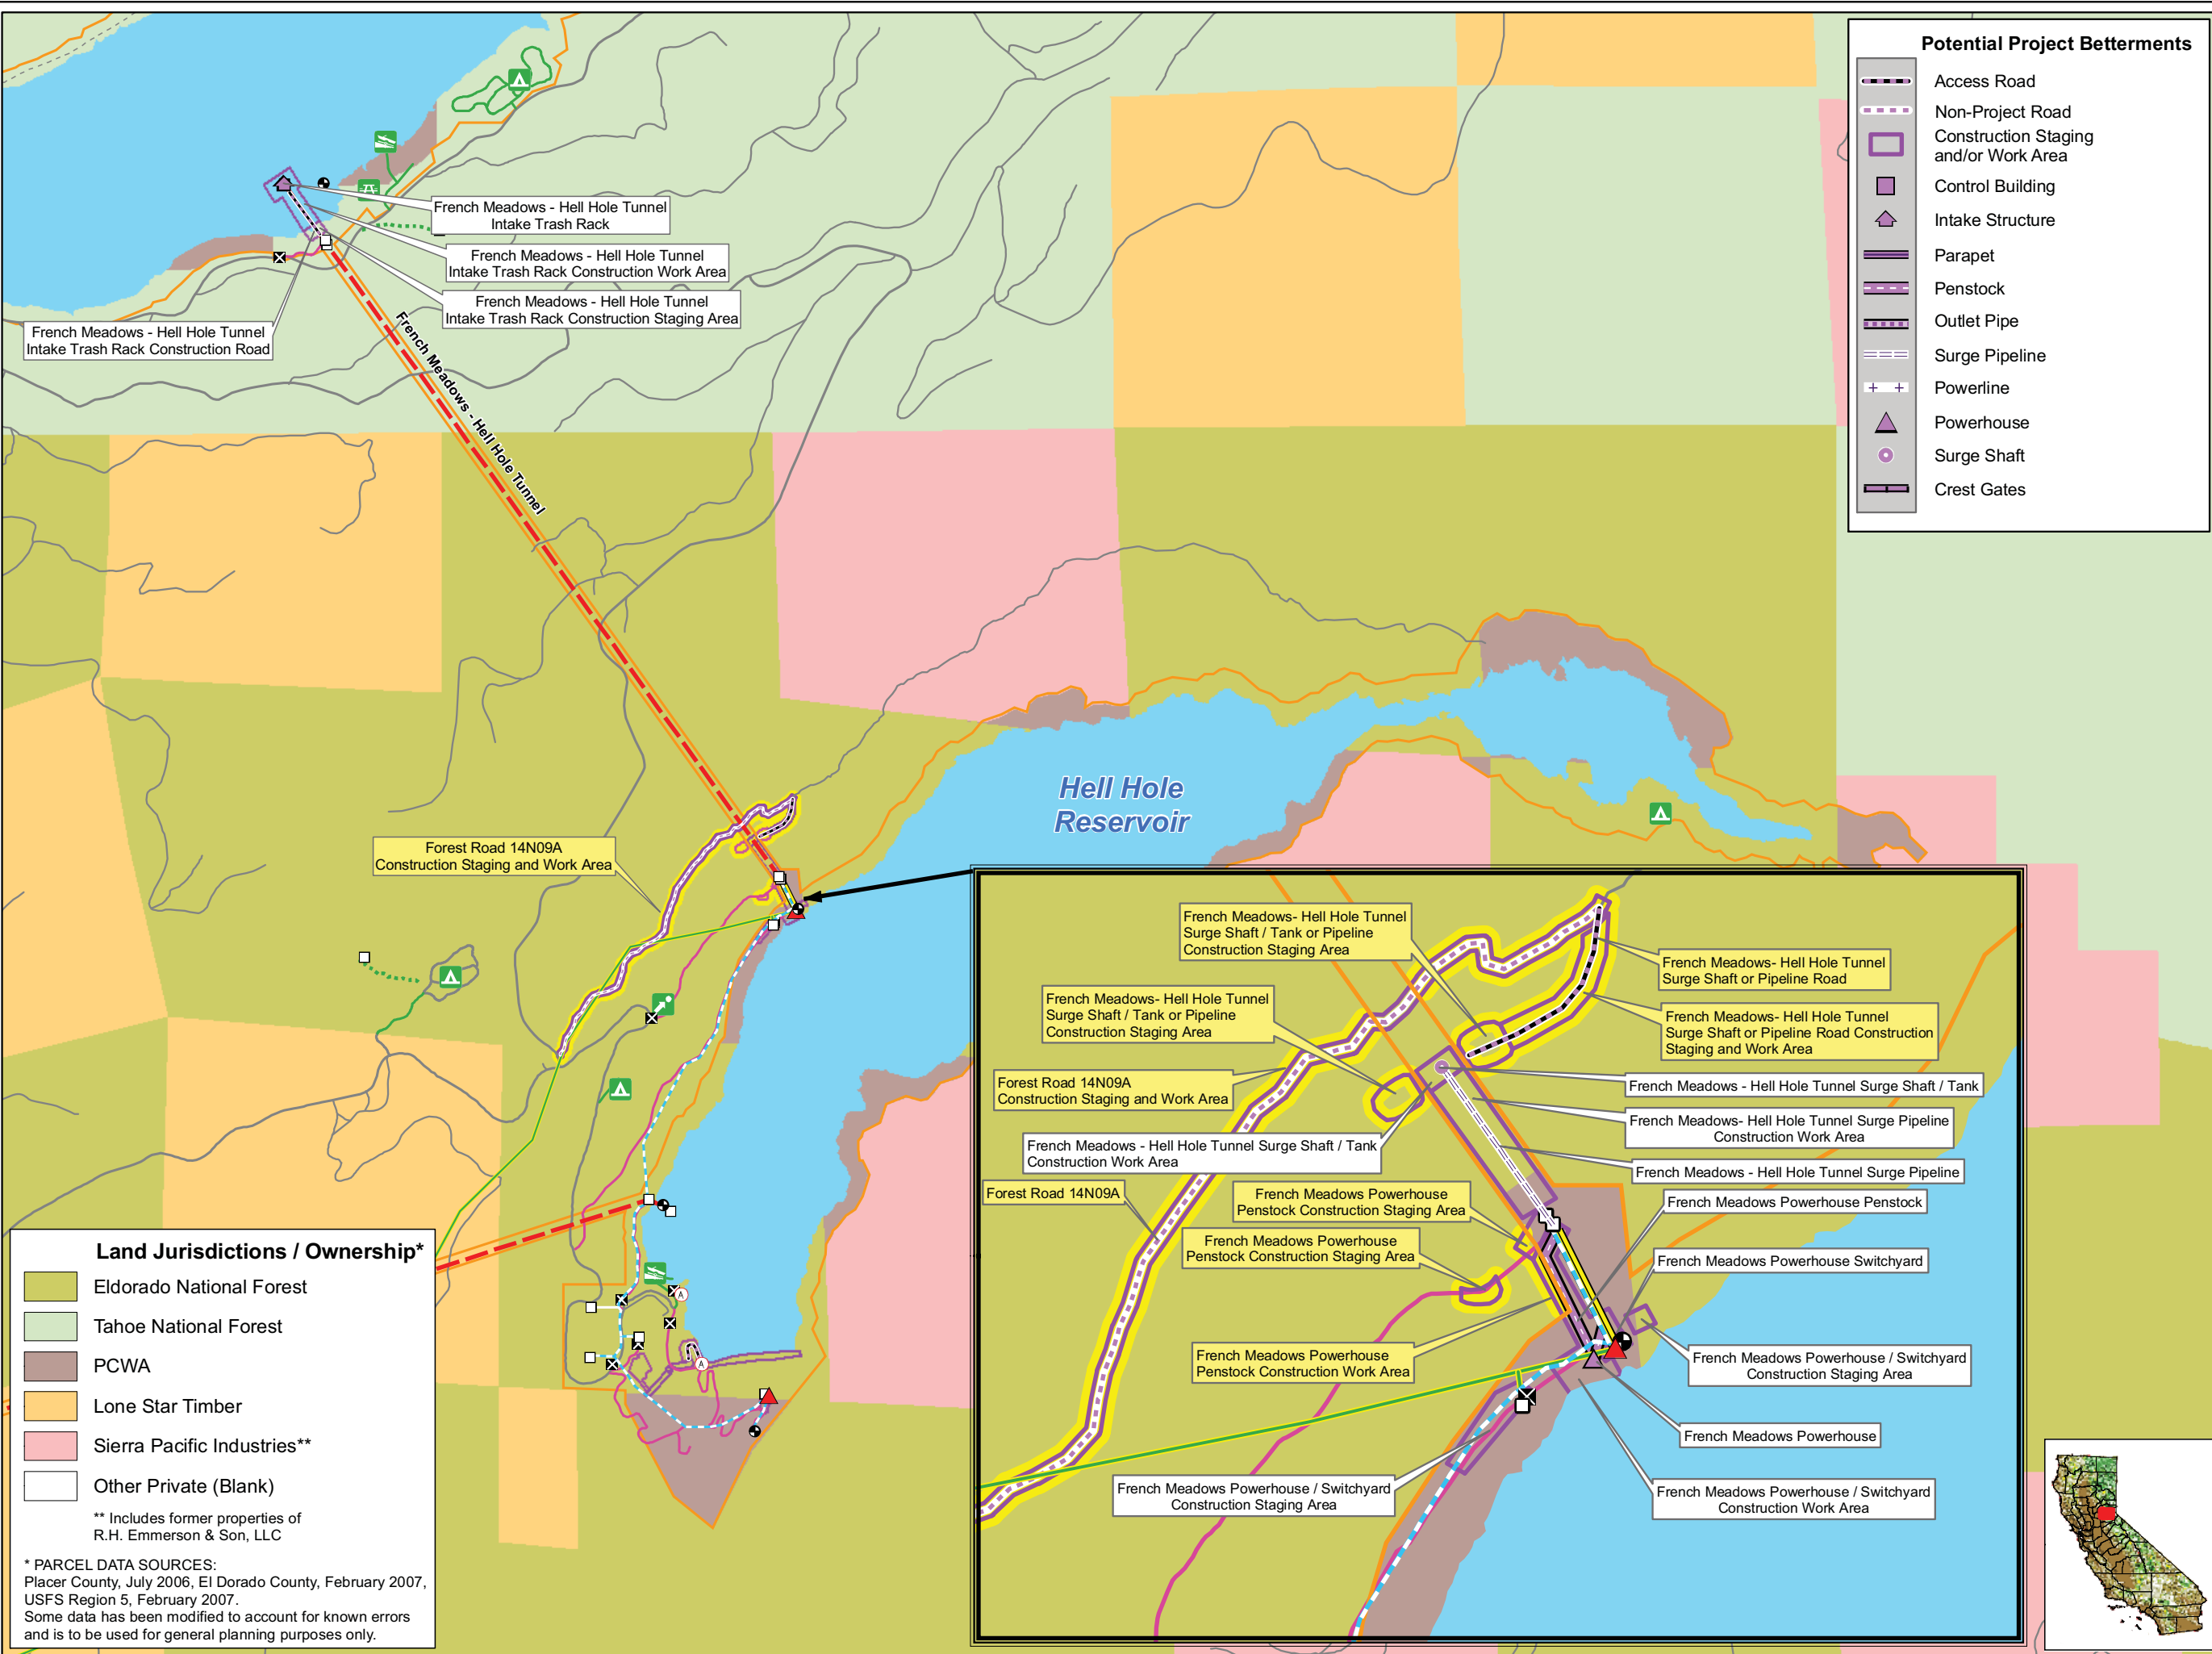 Potential Project Betterments
Access Road
Non-Project Road
Construction Staging
and/or Work Area
Control Building
Intake Structure
Parapet
Penstock
Outlet Pipe
Surge Pipeline
Powerline
Powerhouse
Surge Shaft
Crest Gates
French Meadows - Hell Hole Tunnel
Intake Trash Rack
French Meadows - Hell Hole Tunnel
Intake Trash Rack Construction Work Area
French Meadows - Hell Hole Tunnel
Intake Trash Rack Construction Staging Area
French Meadows - Hell Hole Tunnel
Intake Trash Rack Construction Road
French Meadows - Hell Hole Tunnel
Hell Hole
Reservoir
Forest Road 14N09A
Construction Staging and Work Area
French Meadows- Hell Hole Tunnel
Surge Shaft / Tank or Pipeline
Construction Staging Area
French Meadows- Hell Hole Tunnel
Surge Shaft or Pipeline Road
French Meadows- Hell Hole Tunnel
Surge Shaft / Tank or Pipeline
Construction Staging Area
French Meadows- Hell Hole Tunnel
Surge Shaft or Pipeline Road Construction
Staging and Work Area
Forest Road 14N09A
Construction Staging and Work Area
French Meadows - Hell Hole Tunnel Surge Shaft / Tank
French Meadows- Hell Hole Tunnel Surge Pipeline
Construction Work Area
French Meadows - Hell Hole Tunnel Surge Shaft / Tank
Construction Work Area
French Meadows - Hell Hole Tunnel Surge Pipeline
Forest Road 14N09A
French Meadows Powerhouse
Penstock Construction Staging Area
French Meadows Powerhouse Penstock
French Meadows Powerhouse
Penstock Construction Staging Area
French Meadows Powerhouse Switchyard
French Meadows Powerhouse
Penstock Construction Work Area
French Meadows Powerhouse / Switchyard
Construction Staging Area
French Meadows Powerhouse
French Meadows Powerhouse / Switchyard
Construction Staging Area
French Meadows Powerhouse / Switchyard
Construction Work Area
A
A
Land Jurisdictions / Ownership*
Eldorado National Forest
Tahoe National Forest
PCWA
Lone Star Timber
Sierra Pacific Industries**
Other Private (Blank)
** Includes former properties of
R.H. Emmerson & Son, LLC
* PARCEL DATA SOURCES:
Placer County, July 2006, El Dorado County, February 2007,
USFS Region 5, February 2007.
Some data has been modified to account for known errors
and is to be used for general planning purposes only.